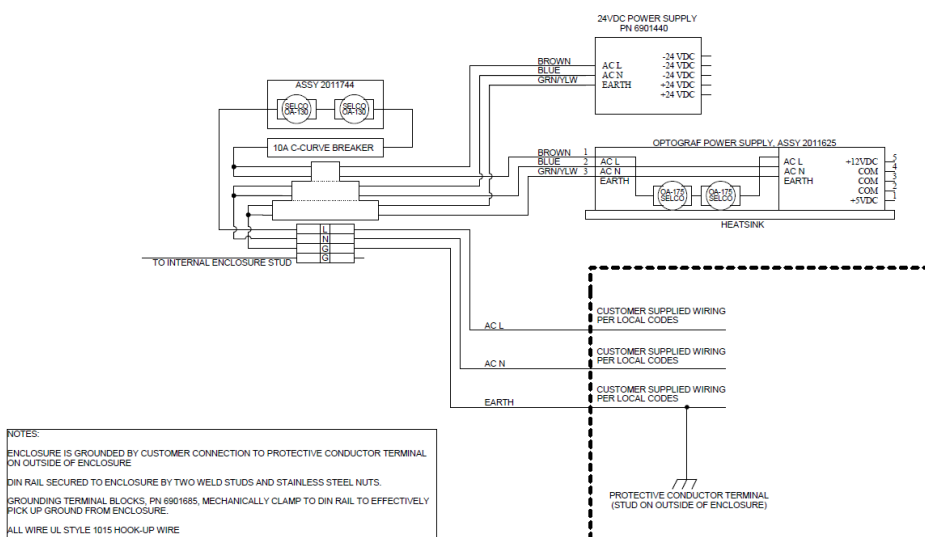 24VDC POWER SUPPLY
PN 6901440
BROWN
BLUE
GRN/YLW
AC L
AC N
EARTH
-24 VDC
-24 VDC
-24 VDC
+24 VDC
+24 VDC
ASSY 2011744
SELCO
OA-130
SELCO
OA-130
10A C-CURVE BREAKER
OPTOGRAF POWER SUPPLY, ASSY 2011625
BROWN 1
BLUE 2
GRN/YLW 3
AC L
AC N
EARTH
OA-175
SELCO
OA-175
SELCO
AC L
AC N
EARTH
+12VDC 5
COM 4
COM 3
COM 2
+5VDC 1
HEATSINK
L
N
G
G
TO INTERNAL ENCLOSURE STUD
AC L
CUSTOMER SUPPLIED WIRING
PER LOCAL CODES
AC N
CUSTOMER SUPPLIED WIRING
PER LOCAL CODES
EARTH
CUSTOMER SUPPLIED WIRING
PER LOCAL CODES
PROTECTIVE CONDUCTOR TERMINAL
(STUD ON OUTSIDE OF ENCLOSURE)
NOTES:
ENCLOSURE IS GROUNDED BY CUSTOMER CONNECTION TO PROTECTIVE CONDUCTOR TERMINAL
ON OUTSIDE OF ENCLOSURE
DIN RAIL SECURED TO ENCLOSURE BY TWO WELD STUDS AND STAINLESS STEEL NUTS.
GROUNDING TERMINAL BLOCKS, PN 6901685, MECHANICALLY CLAMP TO DIN RAIL TO EFFECTIVELY
PICK UP GROUND FROM ENCLOSURE.
ALL WIRE UL STYLE 1015 HOOK-UP WIRE